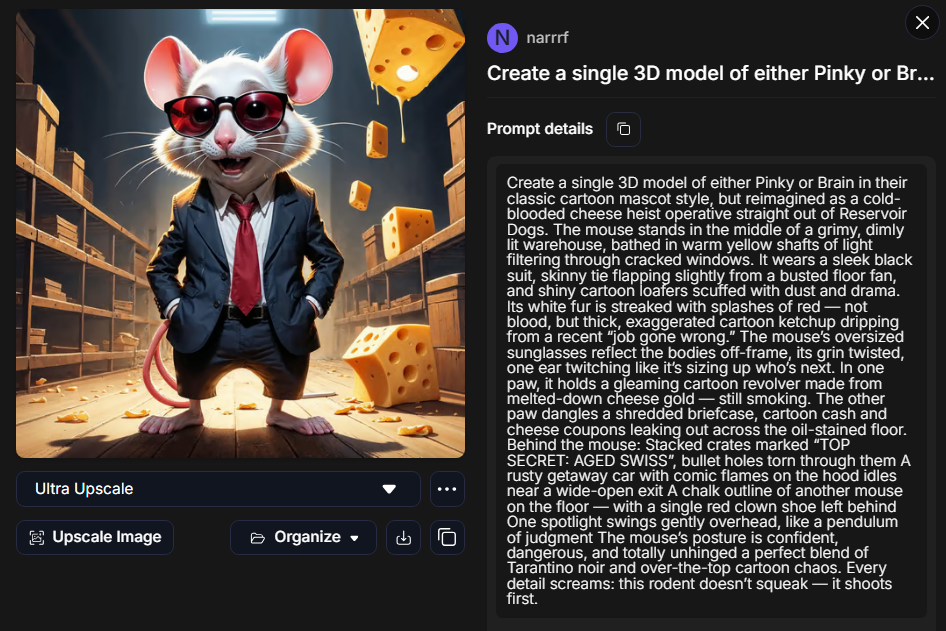 N narrrf
Create a single 3D model of either Pinky or Br...
Prompt details
Create a single 3D model of either Pinky or Brain in their
classic cartoon mascot style, but reimagined as a cold-
blooded cheese heist operative straight out of Reservoir
Dogs. The mouse stands in the middle of a grimy, dimly
lit warehouse, bathed in warm yellow shafts of light
filtering through cracked windows. It wears a sleek black
suit, skinny tie flapping slightly from a busted floor fan,
and shiny cartoon loafers scuffed with dust and drama.
Its white fur is streaked with splashes of red — not
blood, but thick, exaggerated cartoon ketchup dripping
from a recent “job gone wrong.” The mouse’s oversized
sunglasses reflect the bodies off-frame, its grin twisted,
one ear twitching like it’s sizing up who’s next. In one
paw, it holds a gleaming cartoon revolver made from
melted-down cheese gold — still smoking. The other
paw dangles a shredded briefcase, cartoon cash and
cheese coupons leaking out across the oil-stained floor.
Behind the mouse: Stacked crates marked “TOP
SECRET: AGED SWISS”, bullet holes torn through them A
rusty getaway car with comic flames on the hood idles
near a wide-open exit A chalk outline of another mouse
on the floor — with a single red clown shoe left behind
One spotlight swings gently overhead, like a pendulum
of judgment The mouse’s posture is confident,
dangerous, and totally unhinged a perfect blend of
Tarantino noir and over-the-top cartoon chaos. Every
detail screams: this rodent doesn’t squeak — it shoots
first.
Ultra Upscale
Upscale Image
Organize